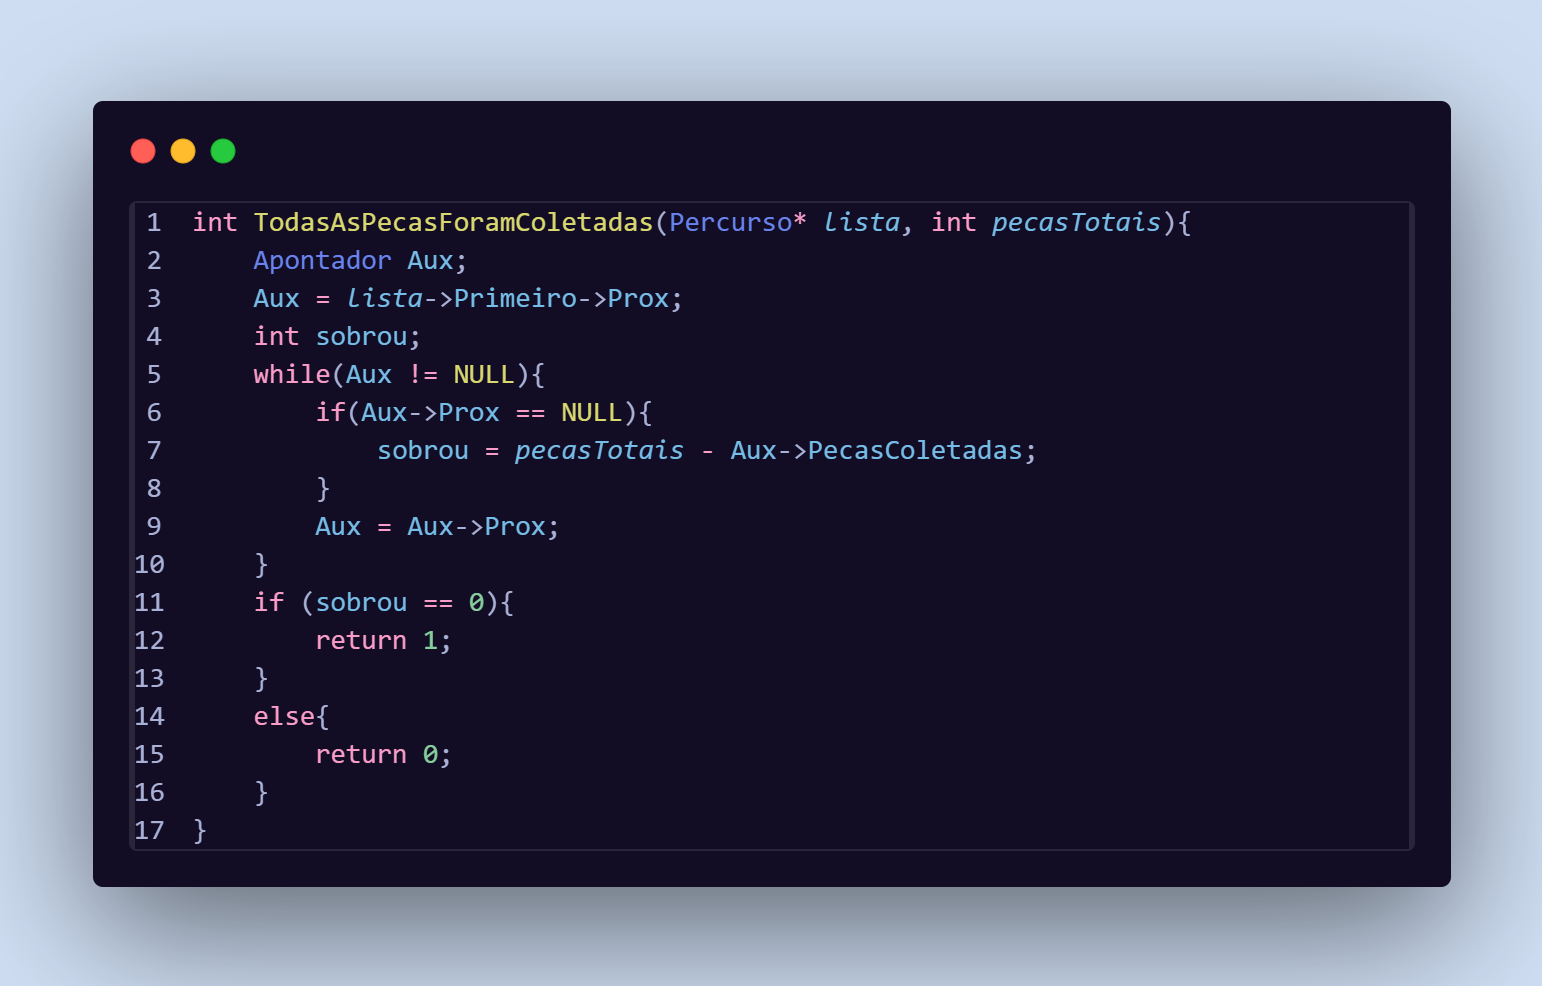 1 int TodasAsPecasForamColetadas(Percurso* lista, int pecasTotais){
2     Apontador Aux;
3     Aux = lista->Primeiro->Prox;
4     int sobrou;
5     while(Aux != NULL){
6         if(Aux->Prox == NULL){
7             sobrou = pecasTotais - Aux->PecasColetadas;
8         }
9         Aux = Aux->Prox;
10     }
11     if (sobrou == 0){
12         return 1;
13     }
14     else{
15         return 0;
16     }
17 }